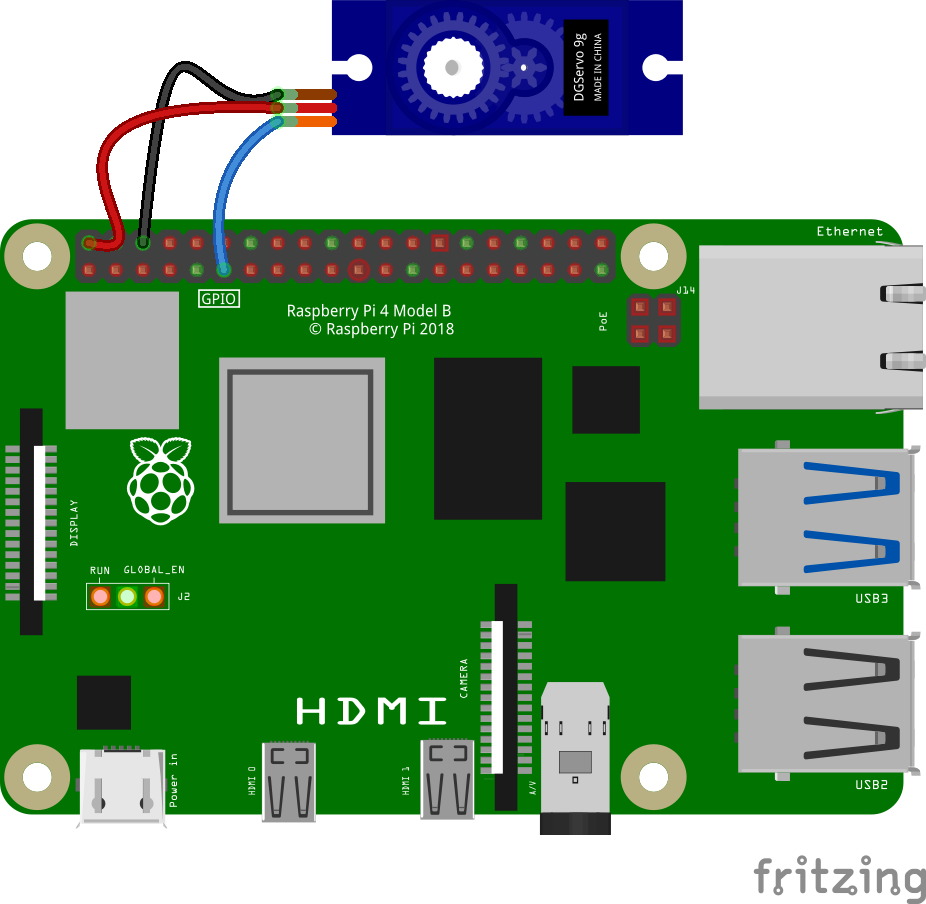 DGServo 9g
MADE IN CHINA
Ethernet
GPIO
J14
Raspberry Pi 4 Model B
© Raspberry Pi 2018
PoE
DISPLAY
RUN
GLOBAL_EN
J2
USB3
CAMERA
HDMI
Power in
HDMI 0
HDMI 1
A/V
USB2
fritzing